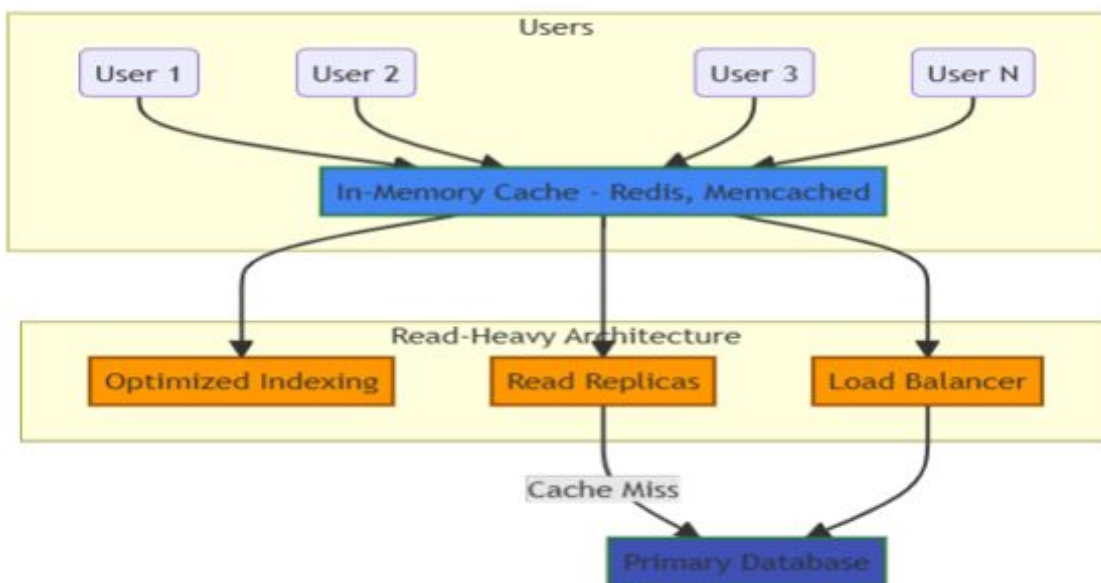 Users
User 1
User 2
User 3
User N
In-Memory Cache - Redis, Memcached
Read-Heavy Architecture
Optimized Indexing
Read Replicas
Load Balancer
Cache Miss
Primary Database